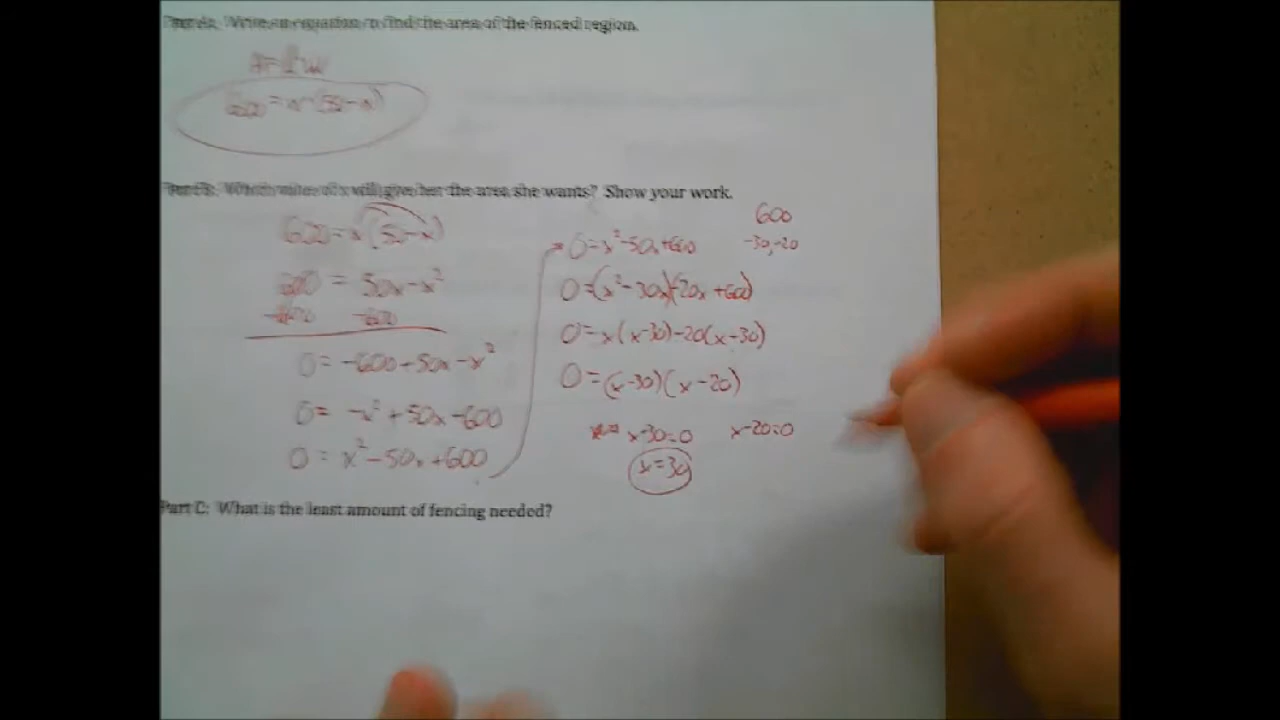 Part A: Write an equation to find the area of the fenced region.
A = l·w
600 = x·(50-x)
Part B: Which values of x will give her the area she wants? Show your work.
600 = x(50-x)
600 = 50x-x²
-600 -600
0 = -600+50x-x²
0 = -x²+50x-600
0 = x²-50x+600
600
-30,-20
0=x²-50x+600
0=(x²-30x)(-20x+600)
0=x(x-30)-20(x-30)
0=(x-30)(x-20)
x-30=0 x-20=0
x=30
Part C: What is the least amount of fencing needed?